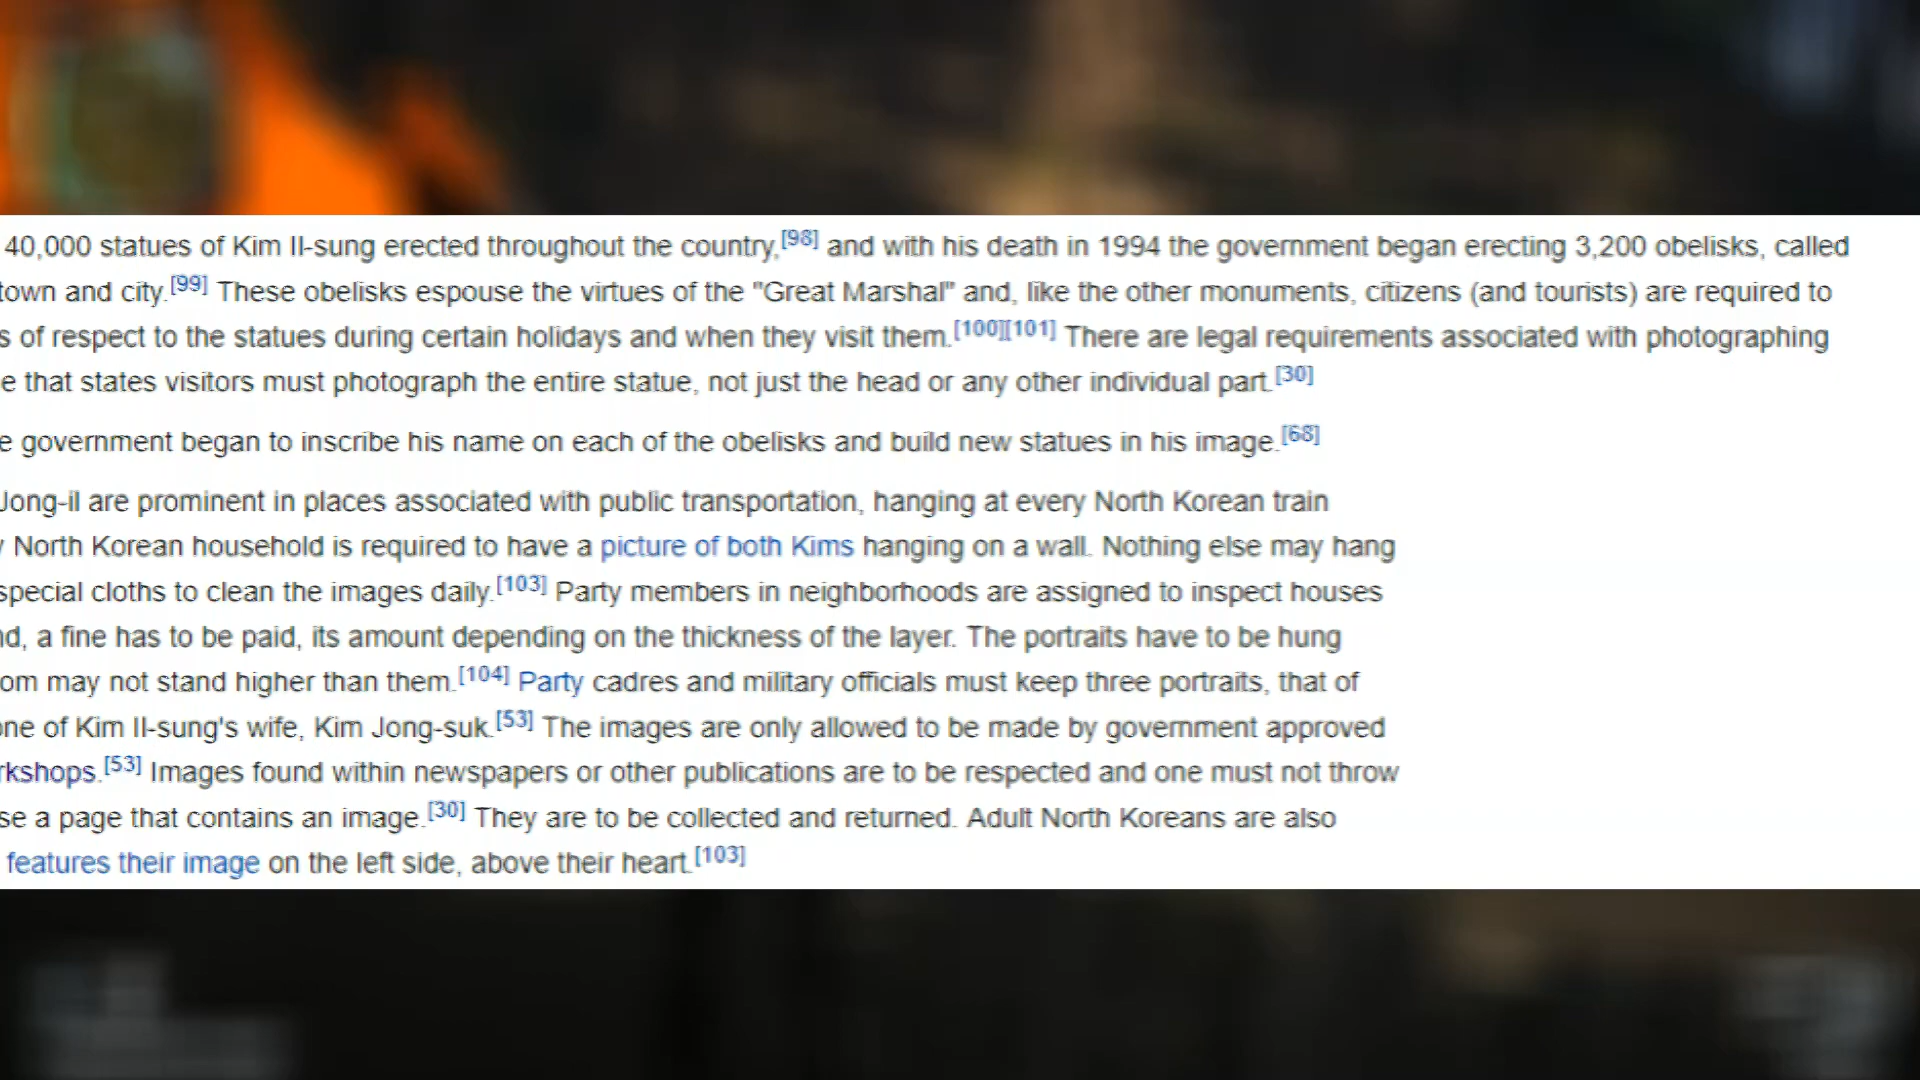 40,000 statues of Kim Il-sung erected throughout the country,[98] and with his death in 1994 the government began erecting 3,200 obelisks, called
town and city.[99] These obelisks espouse the virtues of the "Great Marshal" and, like the other monuments, citizens (and tourists) are required to
s of respect to the statues during certain holidays and when they visit them.[100][101] There are legal requirements associated with photographing
e that states visitors must photograph the entire statue, not just the head or any other individual part.[30]
e government began to inscribe his name on each of the obelisks and build new statues in his image.[68]
Jong-il are prominent in places associated with public transportation, hanging at every North Korean train
y North Korean household is required to have a picture of both Kims hanging on a wall. Nothing else may hang
special cloths to clean the images daily.[103] Party members in neighborhoods are assigned to inspect houses
nd, a fine has to be paid, its amount depending on the thickness of the layer. The portraits have to be hung
om may not stand higher than them.[104] Party cadres and military officials must keep three portraits, that of
one of Kim Il-sung's wife, Kim Jong-suk.[53] The images are only allowed to be made by government approved
rkshops.[53] Images found within newspapers or other publications are to be respected and one must not throw
se a page that contains an image.[30] They are to be collected and returned. Adult North Koreans are also
features their image on the left side, above their heart.[103]